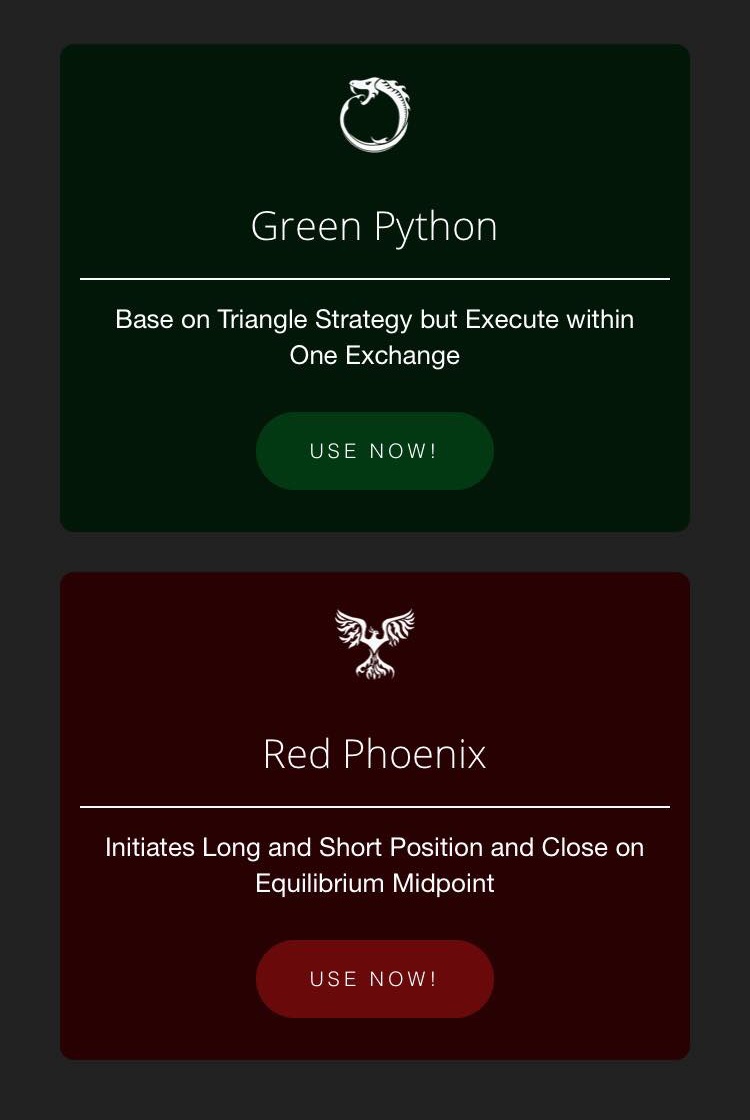 Green Python
Base on Triangle Strategy but Execute within
One Exchange
USE NOW!
Red Phoenix
Initiates Long and Short Position and Close on
Equilibrium Midpoint
USE NOW!